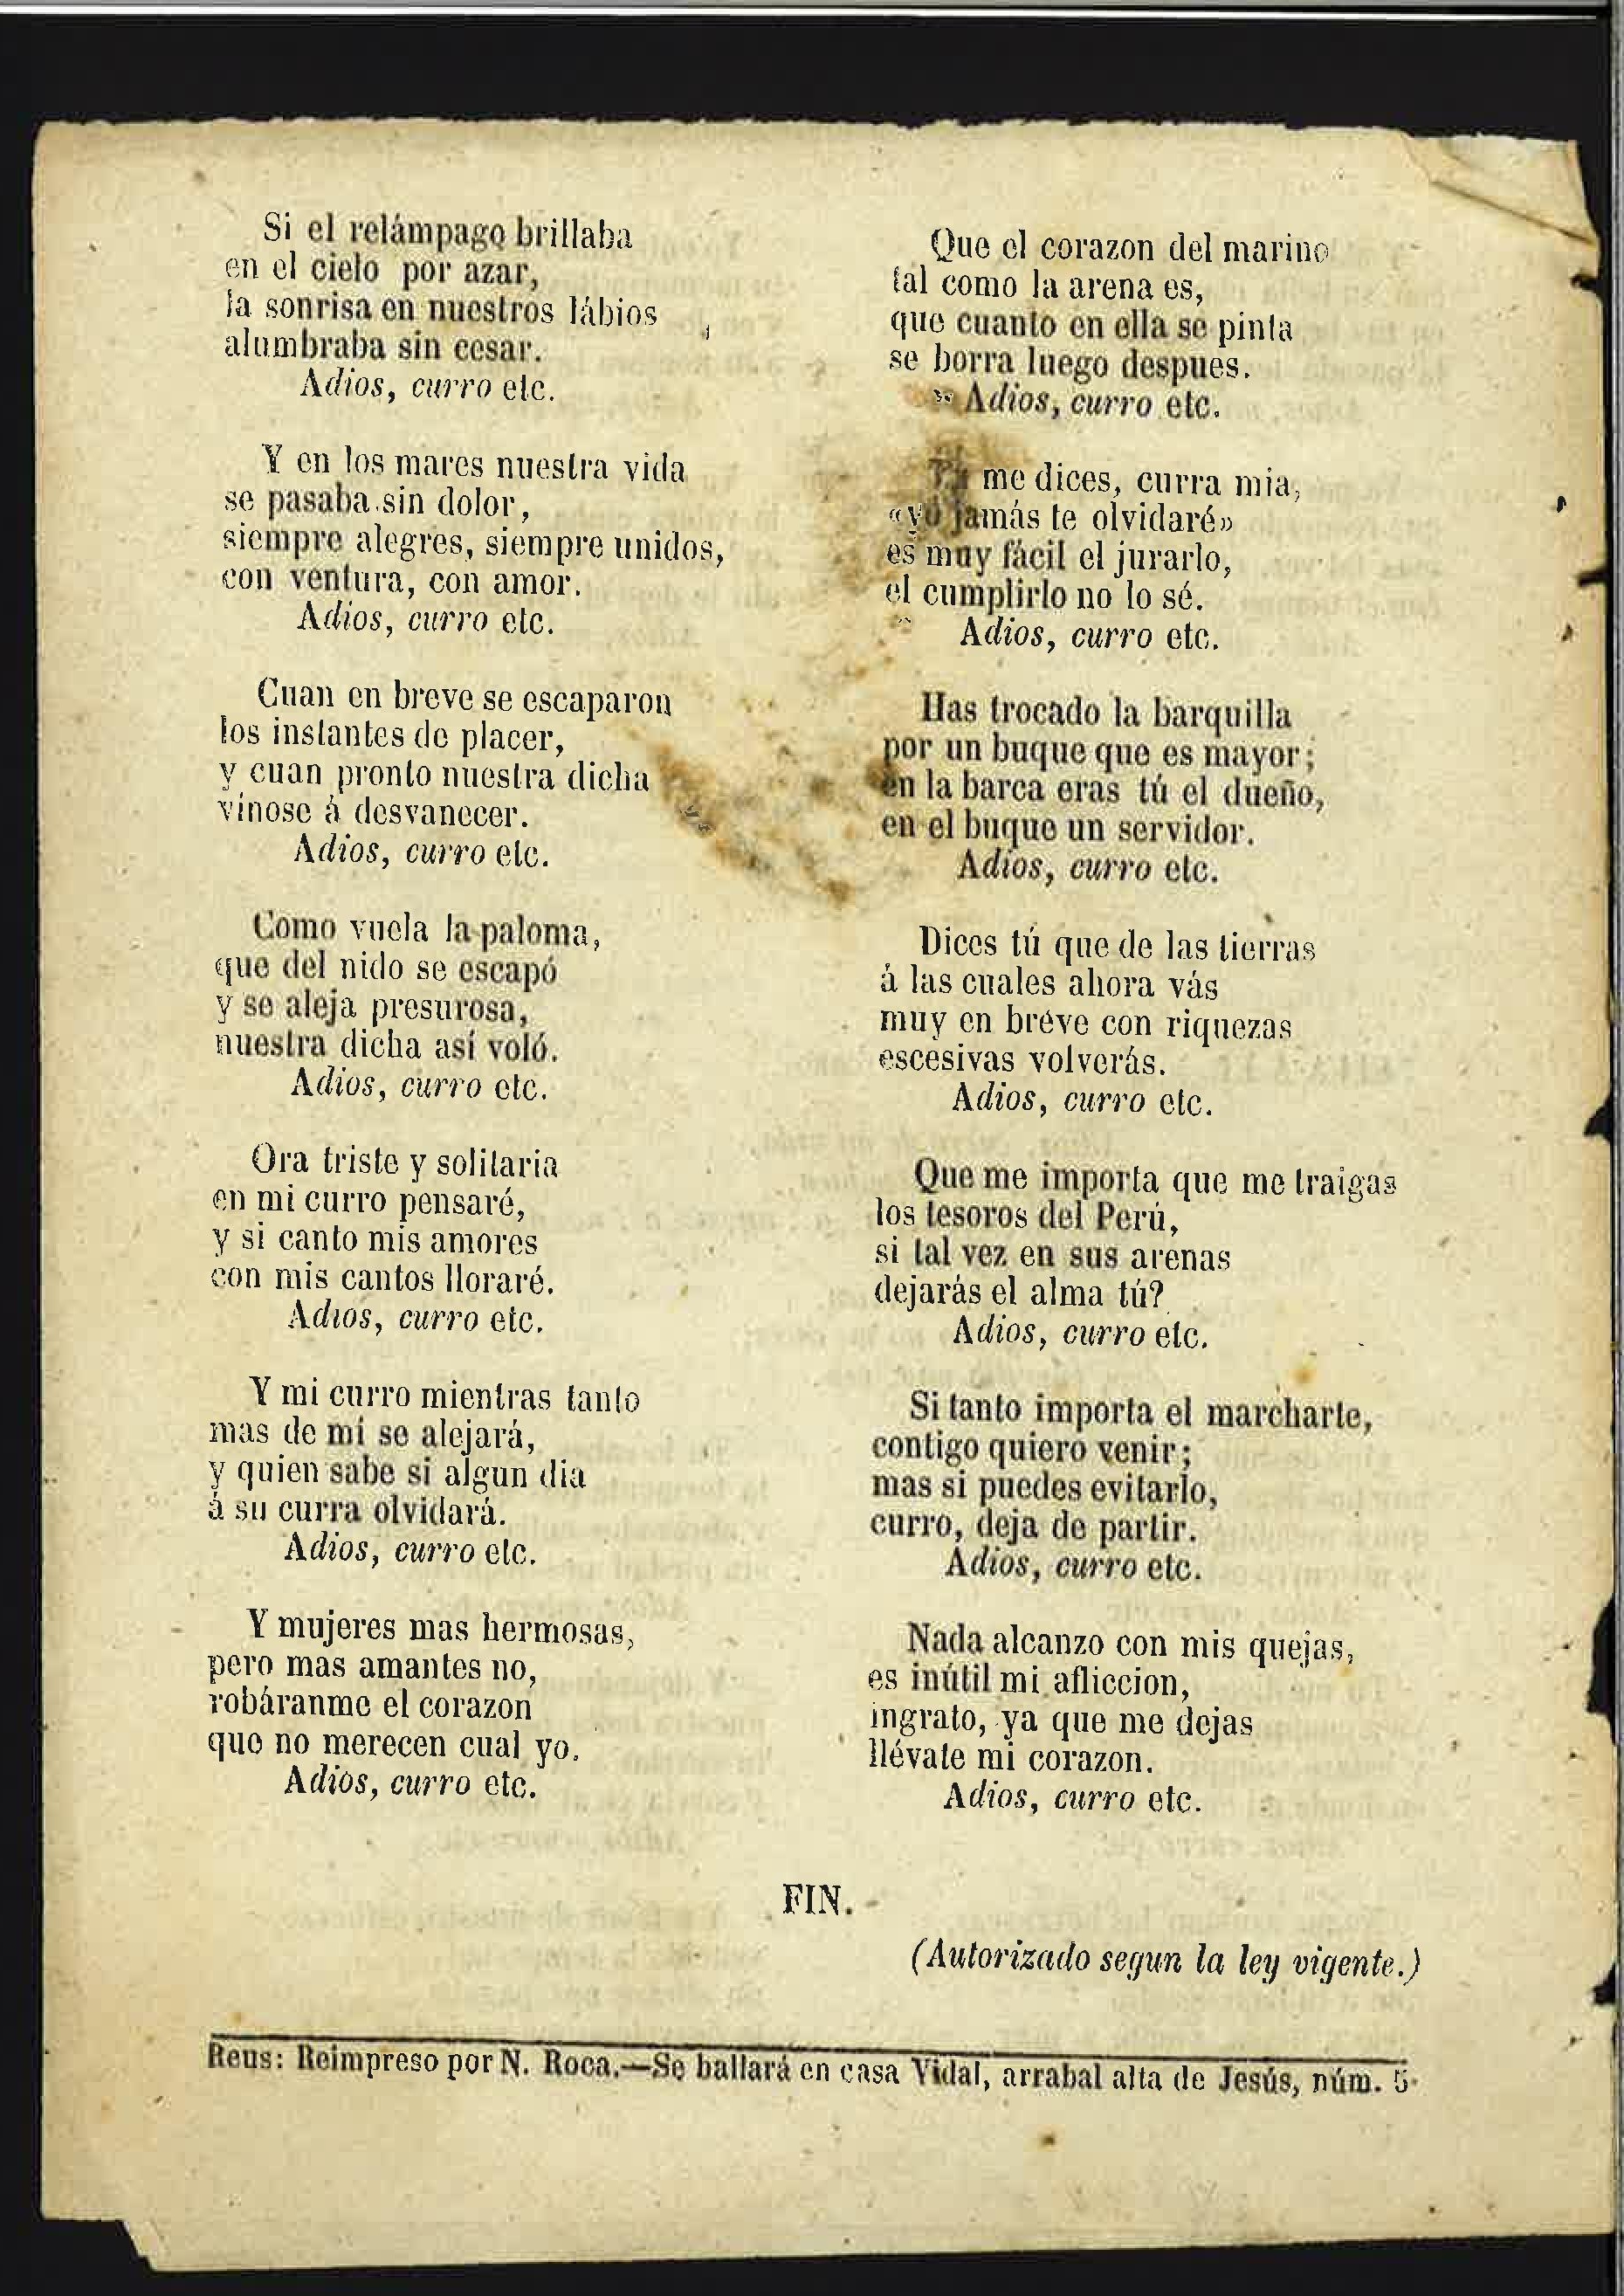 Si el relámpago brillaba
en el cielo por azar,
la sonrisa en nuestros lábios
alumbraba sin cesar.
Adios, curro etc.
Y en los mares nuestra vida
se pasaba sin dolor,
siempre alegres, siempre unidos,
con ventura, con amor.
Adios, curro etc.
Cuan en breve se escaparon
los instantes de placer,
y cuan pronto nuestra dicha
vínose á desvanecer.
Adios, curro etc.
Como vuela la paloma,
que del nido se escapó
y se aleja presurosa,
nuestra dicha así voló.
Adios, curro etc.
Ora triste y solitaria
en mi curro pensaré,
y si canto mis amores
con mis cantos lloraré.
Adios, curro etc.
Y mi curro mientras tanto
mas de mí se alejará,
y quien sabe si algun dia
á su curra olvidará.
Adios, curro etc.
Y mujeres mas hermosas,
pero mas amantes no,
robáranme el corazon
que no merecen cual yo.
Adios, curro etc.
Que el corazon del marino
tal como la arena es,
que cuanto en ella se pinta
se borra luego despues.
Adios, curro etc.
Tú me dices, curra mia,
«yo jamás te olvidaré»
es muy fácil el jurarlo,
el cumplirlo no lo sé.
Adios, curro etc.
Has trocado la barquilla
por un buque que es mayor;
en la barca eras tú el dueño,
en el buque un servidor.
Adios, curro etc.
Dices tú que de las tierras
á las cuales ahora vás
muy en breve con riquezas
escesivas volverás.
Adios, curro etc.
Que me importa que me traigas
los tesoros del Perú,
si tal vez en sus arenas
dejarás el alma tú?
Adios, curro etc.
Si tanto importa el marcharte,
contigo quiero venir;
mas si puedes evitarlo,
curro, deja de partir.
Adios, curro etc.
Nada alcanzo con mis quejas,
es inútil mi afliccion,
ingrato, ya que me dejas
llévate mi corazon.
Adios, curro etc.
FIN.
(Autorizado segun la ley vigente.)
Reus: Reimpreso por N. Roca.—Se ballará en casa Vidal, arrabal alta de Jesús, núm. 5.